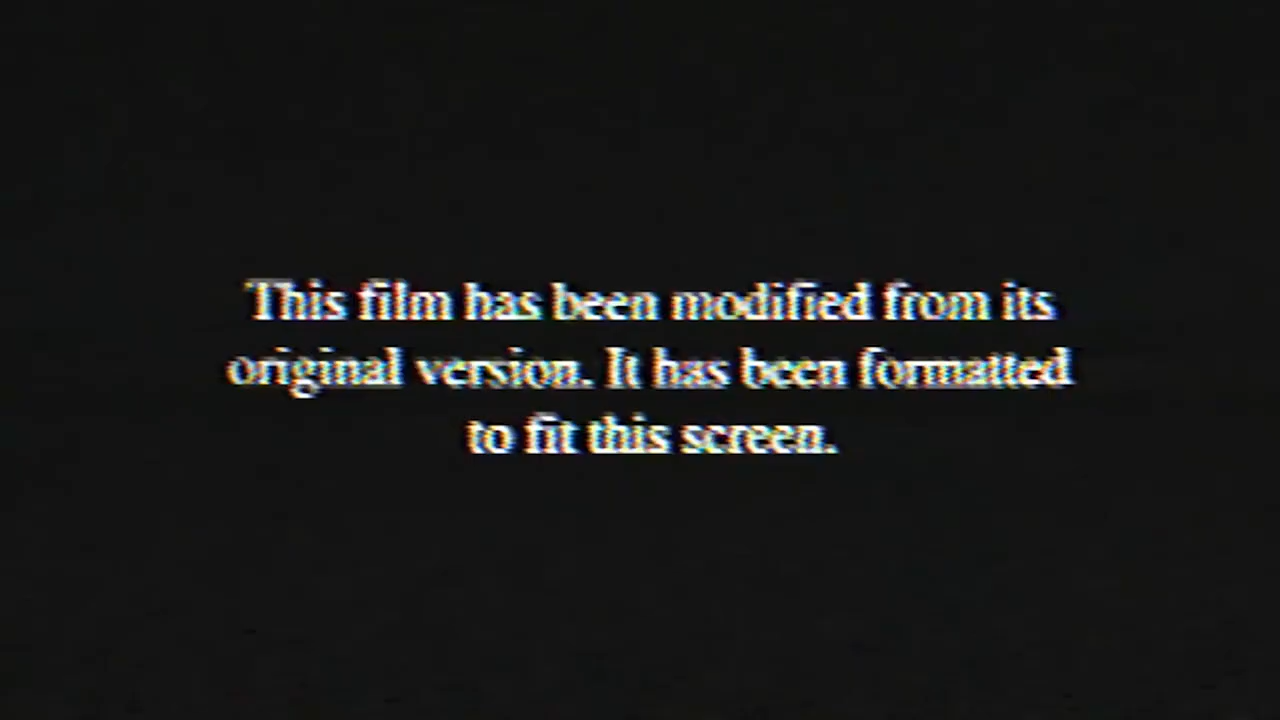 This film has been modified from its
original version. It has been formatted
to fit this screen.